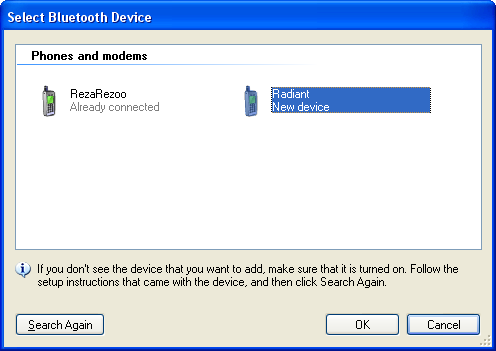 Select Bluetooth Device
Phones and modems
RezaRezoo
Already connected
Radiant
New device
If you don't see the device that you want to add, make sure that it is turned on. Follow the
setup instructions that came with the device, and then click Search Again.
Search Again
OK
Cancel